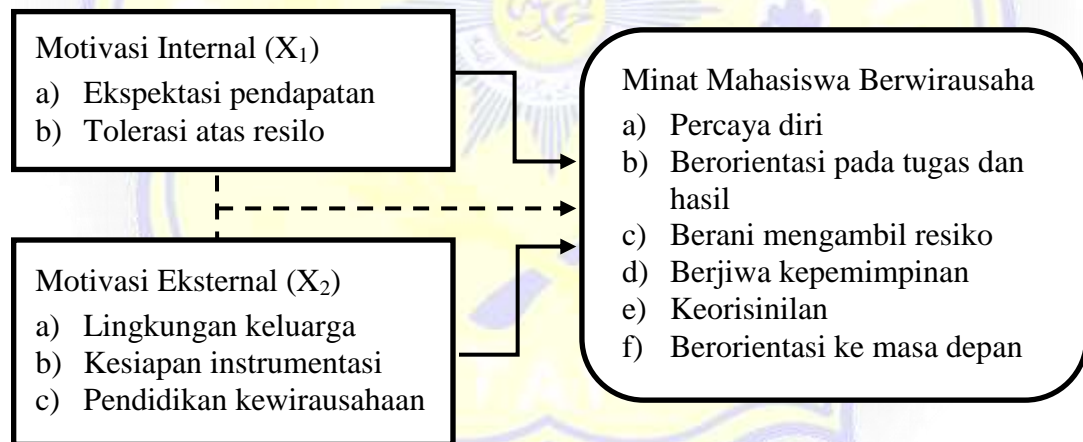 Motivasi Internal (X₁)
a) Ekspektasi pendapatan
b) Tolerasi atas resilo
Motivasi Eksternal (X₂)
a) Lingkungan keluarga
b) Kesiapan instrumentasi
c) Pendidikan kewirausahaan
Minat Mahasiswa Berwirausaha
a) Percaya diri
b) Berorientasi pada tugas dan
hasil
c) Berani mengambil resiko
d) Berjiwa kepemimpinan
e) Keorisinilan
f) Berorientasi ke masa depan